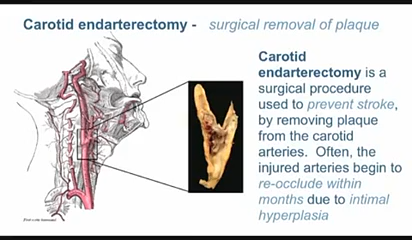 Carotid endarterectomy - surgical removal of plaque
Carotid
endarterectomy is a
surgical procedure
used to prevent stroke,
by removing plaque
from the carotid
arteries. Often, the
injured arteries begin to
re-occlude within
months due to intimal
hyperplasia